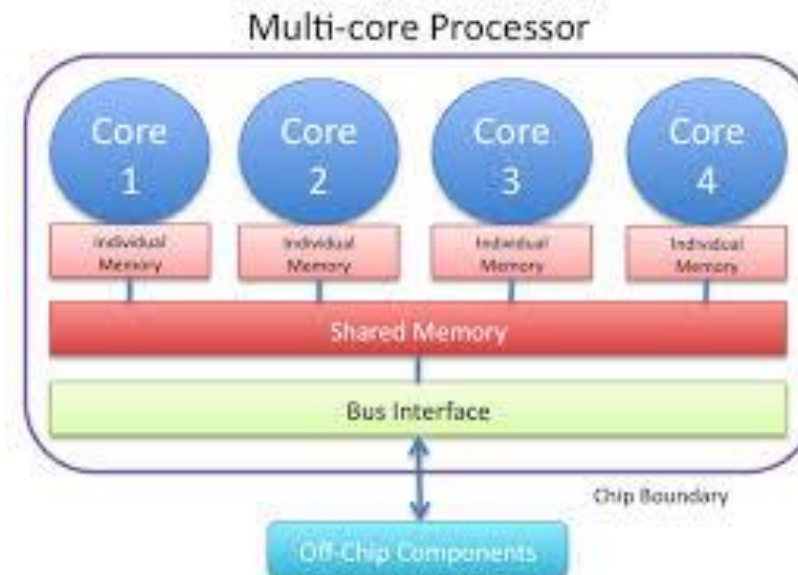 Multi-core Processor
Core
1
Core
2
Core
3
Core
4
Individual
Memory
Individual
Memory
Individual
Memory
Individual
Memory
Shared Memory
Bus Interface
Chip Boundary
Off-Chip Components